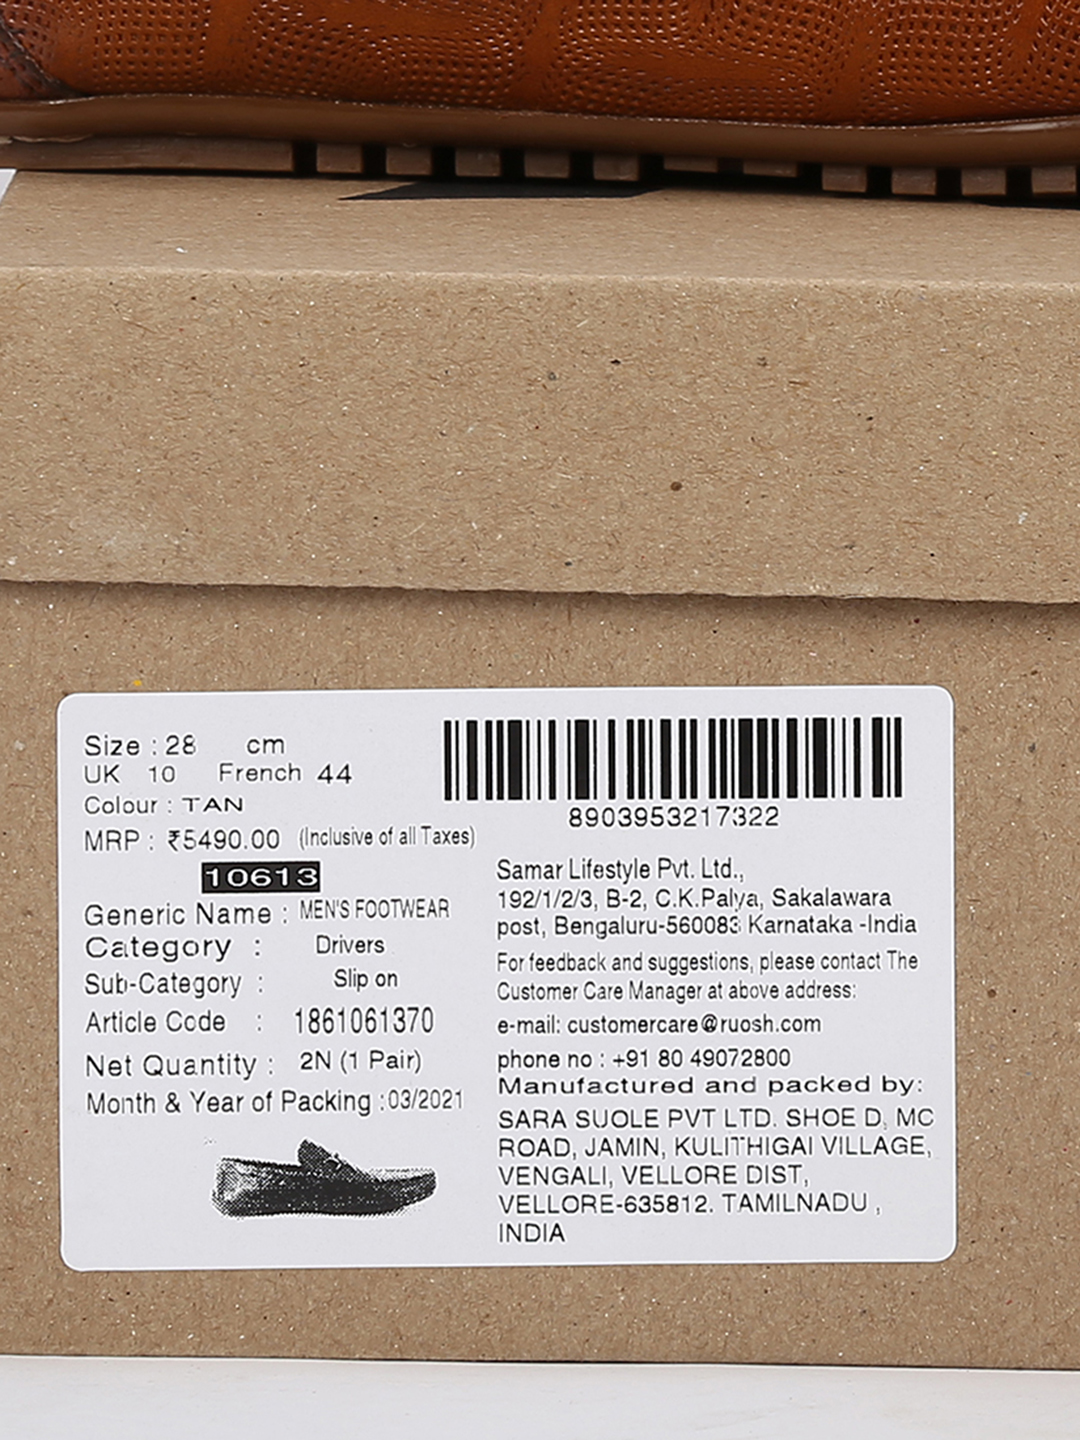 Size : 28 cm
UK 10 French 44
Colour : TAN
MRP : ₹5490.00 (Inclusive of all Taxes)
10613
Generic Name : MEN'S FOOTWEAR
Category : Drivers
Sub-Category : Slip on
Article Code : 1861061370
Net Quantity : 2N (1 Pair)
Month & Year of Packing :03/2021
8903953217322
Samar Lifestyle Pvt. Ltd.,
192/1/2/3, B-2, C.K.Palya, Sakalawara
post, Bengaluru-560083 Karnataka -India
For feedback and suggestions, please contact The
Customer Care Manager at above address:
e-mail: customercare@ruosh.com
phone no : +91 80 49072800
Manufactured and packed by:
SARA SUOLE PVT LTD. SHOE D, MC
ROAD, JAMIN, KULITHIGAI VILLAGE,
VENGALI, VELLORE DIST,
VELLORE-635812. TAMILNADU ,
INDIA